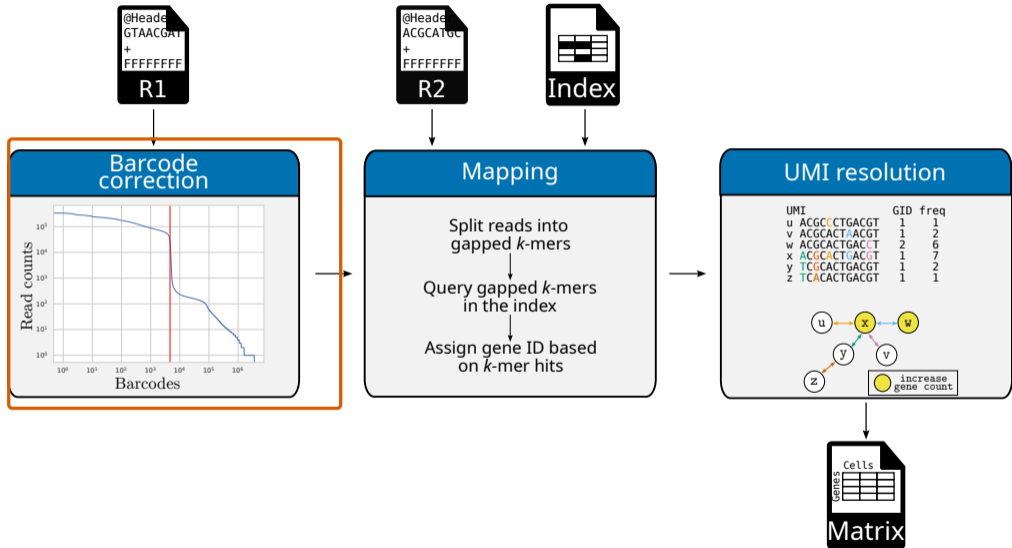 @Heade
GTAACGAT
+
FFFFFFFF
R1
@Heade
ACGCATGC
+
FFFFFFFF
R2
Index
Barcode
correction
Read counts
10⁵
10⁴
10³
10²
10¹
10⁰
10⁰ 10¹ 10² 10³ 10⁴ 10⁵ 10⁶
Barcodes
Mapping
Split reads into
gapped k-mers
Query gapped k-mers
in the index
Assign gene ID based
on k-mer hits
UMI resolution
UMI GID freq
u ACGCCCTGACGT 1 1
v ACGCACTAACGT 1 2
w ACGCACTGACCT 2 6
x ACGCACTGACGT 1 7
y TCGCACTGACGT 1 2
z TCACACTGACGT 1 1
u x w
y v
z
increase
gene count
Cells
Genes
Matrix